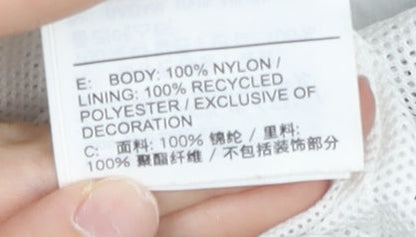 E: BODY: 100% NYLON /
LINING: 100% RECYCLED
POLYESTER / EXCLUSIVE OF
DECORATION
C: 面料: 100% 锦纶 / 里料:
100% 聚酯纤维 / 不包括装饰部分